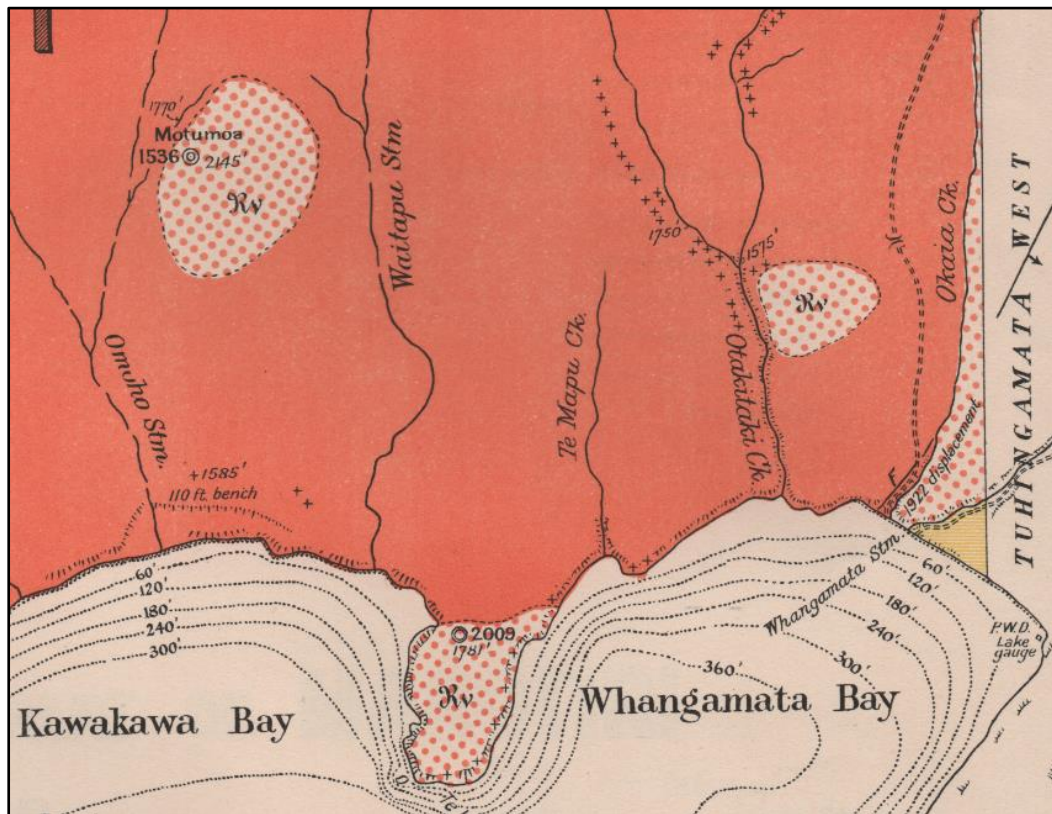 1770'
Motumoa
1536
2145'
Rv
Waitapu Stm
1750'
1575'
Rv
Okaia Ck.
TUHINGAMATA WEST
Omoho Stm.
Te Mapu Ck.
Otakitaki Ck.
+1585'
110 ft. bench
F
1922 displacement
Whangamata Stm
60'
120'
180'
240'
300'
2009
1781'
Rv
60'
120'
180'
240'
300'
360'
P.W.D.
Lake
gauge
Kawakawa Bay
Whangamata Bay